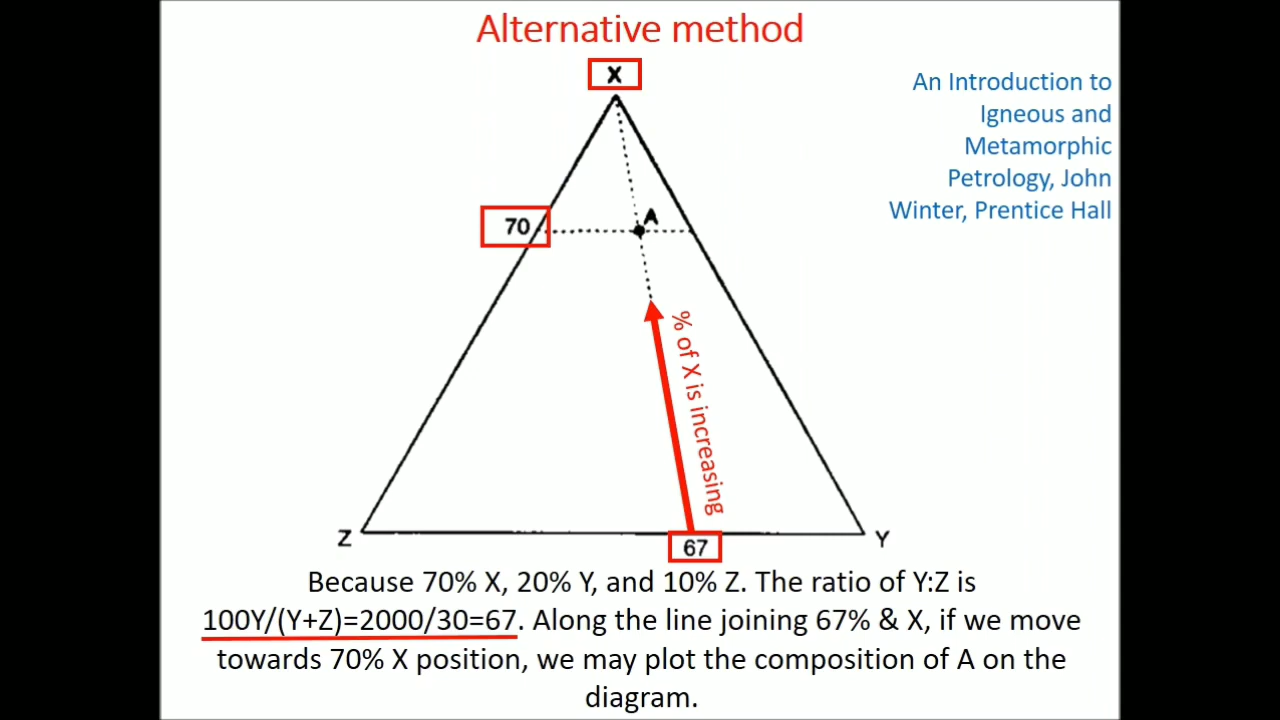 Alternative method
X
An Introduction to
Igneous and
Metamorphic
Petrology, John
Winter, Prentice Hall
70
A
% of X is increasing
Z
67
Y
Because 70% X, 20% Y, and 10% Z. The ratio of Y:Z is
100Y/(Y+Z)=2000/30=67. Along the line joining 67% & X, if we move
towards 70% X position, we may plot the composition of A on the
diagram.